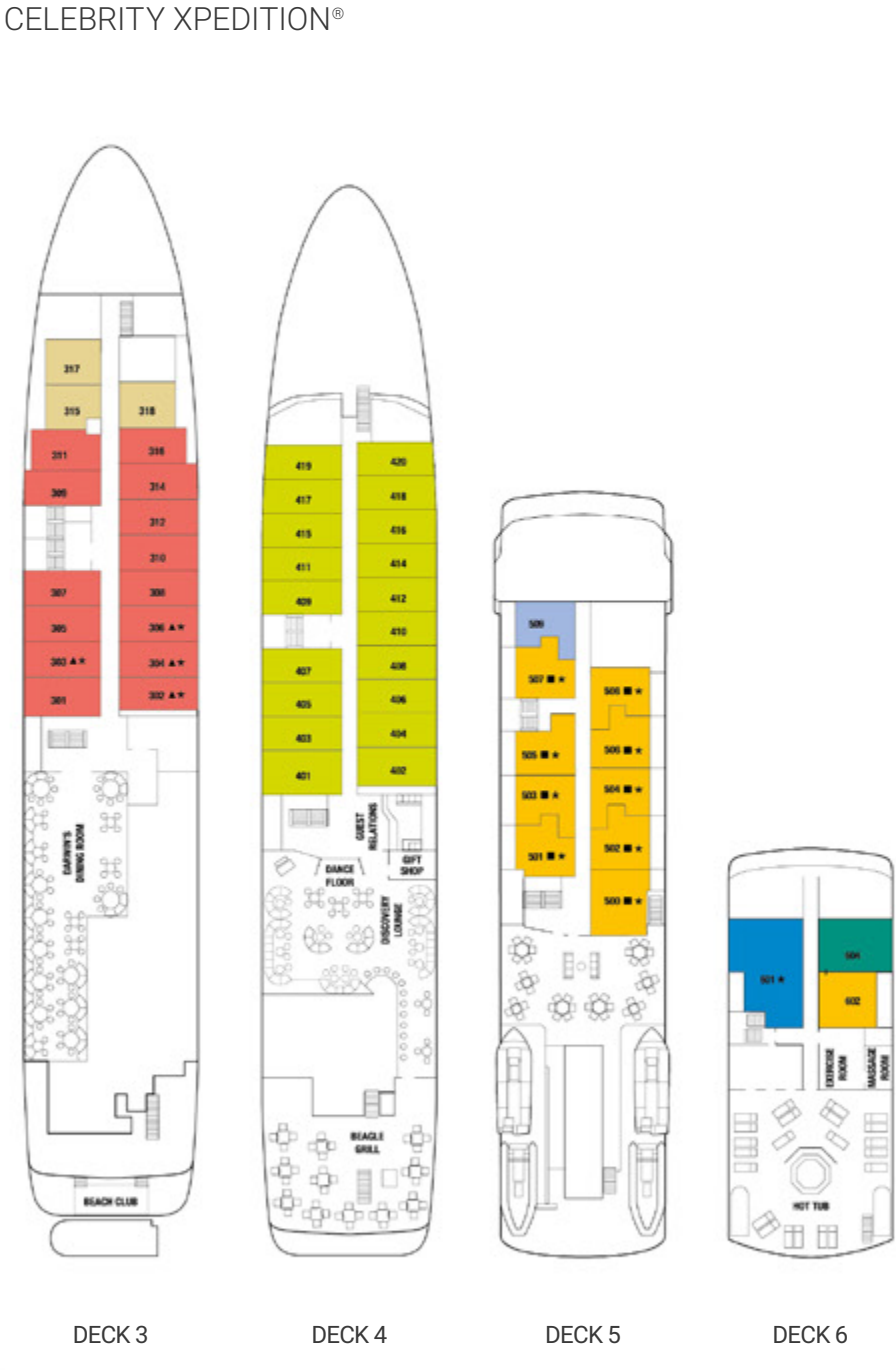 CELEBRITY XPEDITION®
317
315
318
311
316
309
314
312
310
307
308
305
306 ▲★
303 ▲★
304 ▲★
301
302 ▲★
DARWIN'S
DINING ROOM
BEACH CLUB
DECK 3
419
420
417
418
415
416
411
414
409
412
410
407
408
405
406
403
404
401
402
GUEST
RELATIONS
GIFT
SHOP
DANCE
FLOOR
DISCOVERY
LOUNGE
BEAGLE
GRILL
DECK 4
509
507 ■ ★
508 ■ ★
505 ■ ★
506 ■ ★
503 ■ ★
504 ■ ★
501 ■ ★
502 ■ ★
500 ■ ★
DECK 5
602
EXERCISE
ROOM
MASSAGE
ROOM
HOT TUB
DECK 6